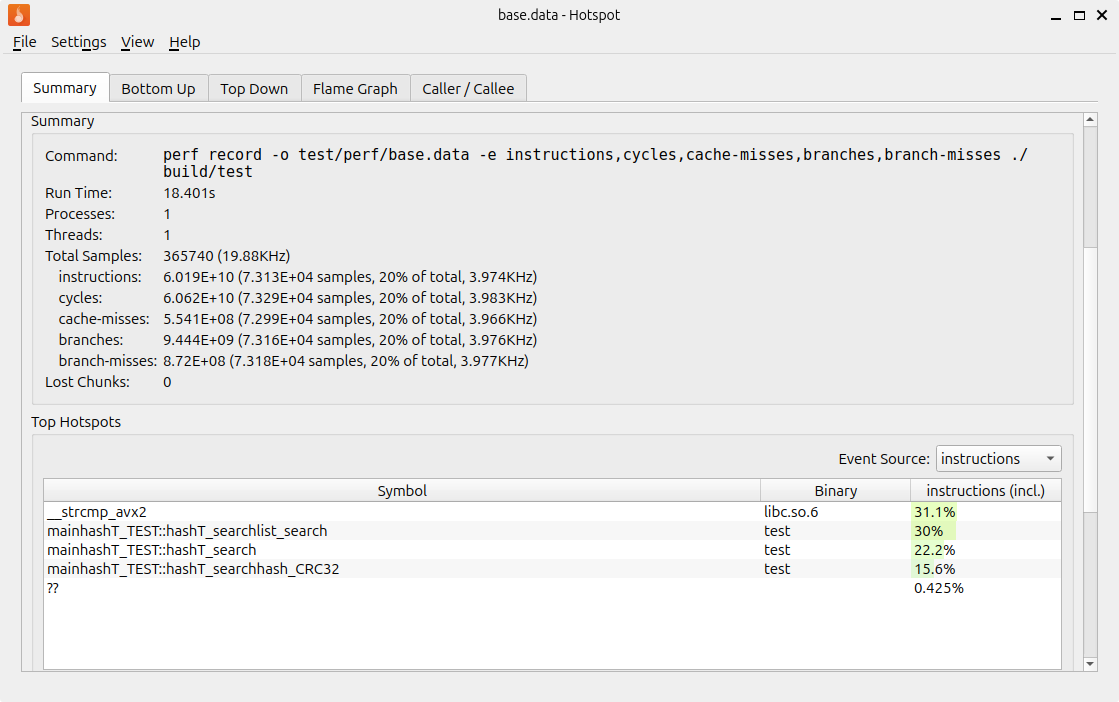 base.data - Hotspot
File Settings View Help
Summary Bottom Up Top Down Flame Graph Caller / Callee
Summary
Command: perf record -o test/perf/base.data -e instructions,cycles,cache-misses,branches,branch-misses ./
build/test
Run Time: 18.401s
Processes: 1
Threads: 1
Total Samples: 365740 (19.88KHz)
instructions: 6.019E+10 (7.313E+04 samples, 20% of total, 3.974KHz)
cycles: 6.062E+10 (7.329E+04 samples, 20% of total, 3.983KHz)
cache-misses: 5.541E+08 (7.299E+04 samples, 20% of total, 3.966KHz)
branches: 9.444E+09 (7.316E+04 samples, 20% of total, 3.976KHz)
branch-misses: 8.72E+08 (7.318E+04 samples, 20% of total, 3.977KHz)
Lost Chunks: 0
Top Hotspots
Event Source: instructions
Symbol Binary instructions (incl.)
__strcmp_avx2 libc.so.6 31.1%
mainhashT_TEST::hashT_searchlist_search test 30%
mainhashT_TEST::hashT_search test 22.2%
mainhashT_TEST::hashT_searchhash_CRC32 test 15.6%
?? 0.425%